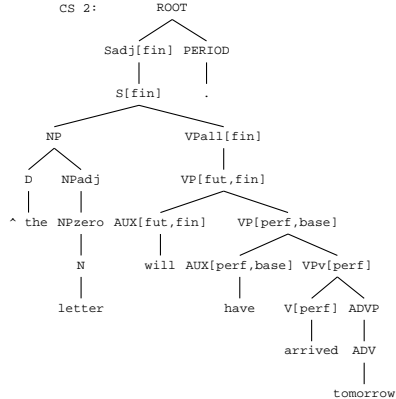 CS 2: ROOT
Sadj[fin] PERIOD
S[fin] .
NP VPall[fin]
D NPadj VP[fut,fin]
^ the NPzero AUX[fut,fin] VP[perf,base]
N will AUX[perf,base] VPv[perf]
letter have V[perf] ADVP
arrived ADV
tomorrow